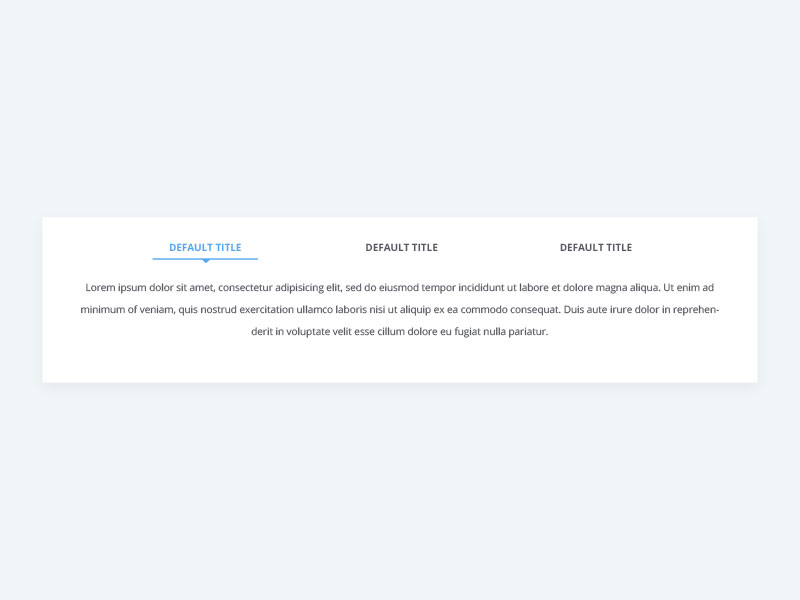 DEFAULT TITLE DEFAULT TITLE DEFAULT TITLE
Lorem ipsum dolor sit amet, consectetur adipisicing elit, sed do eiusmod tempor incididunt ut labore et dolore magna aliqua. Ut enim ad
minimum of veniam, quis nostrud exercitation ullamco laboris nisi ut aliquip ex ea commodo consequat. Duis aute irure dolor in reprehen-
derit in voluptate velit esse cillum dolore eu fugiat nulla pariatur.